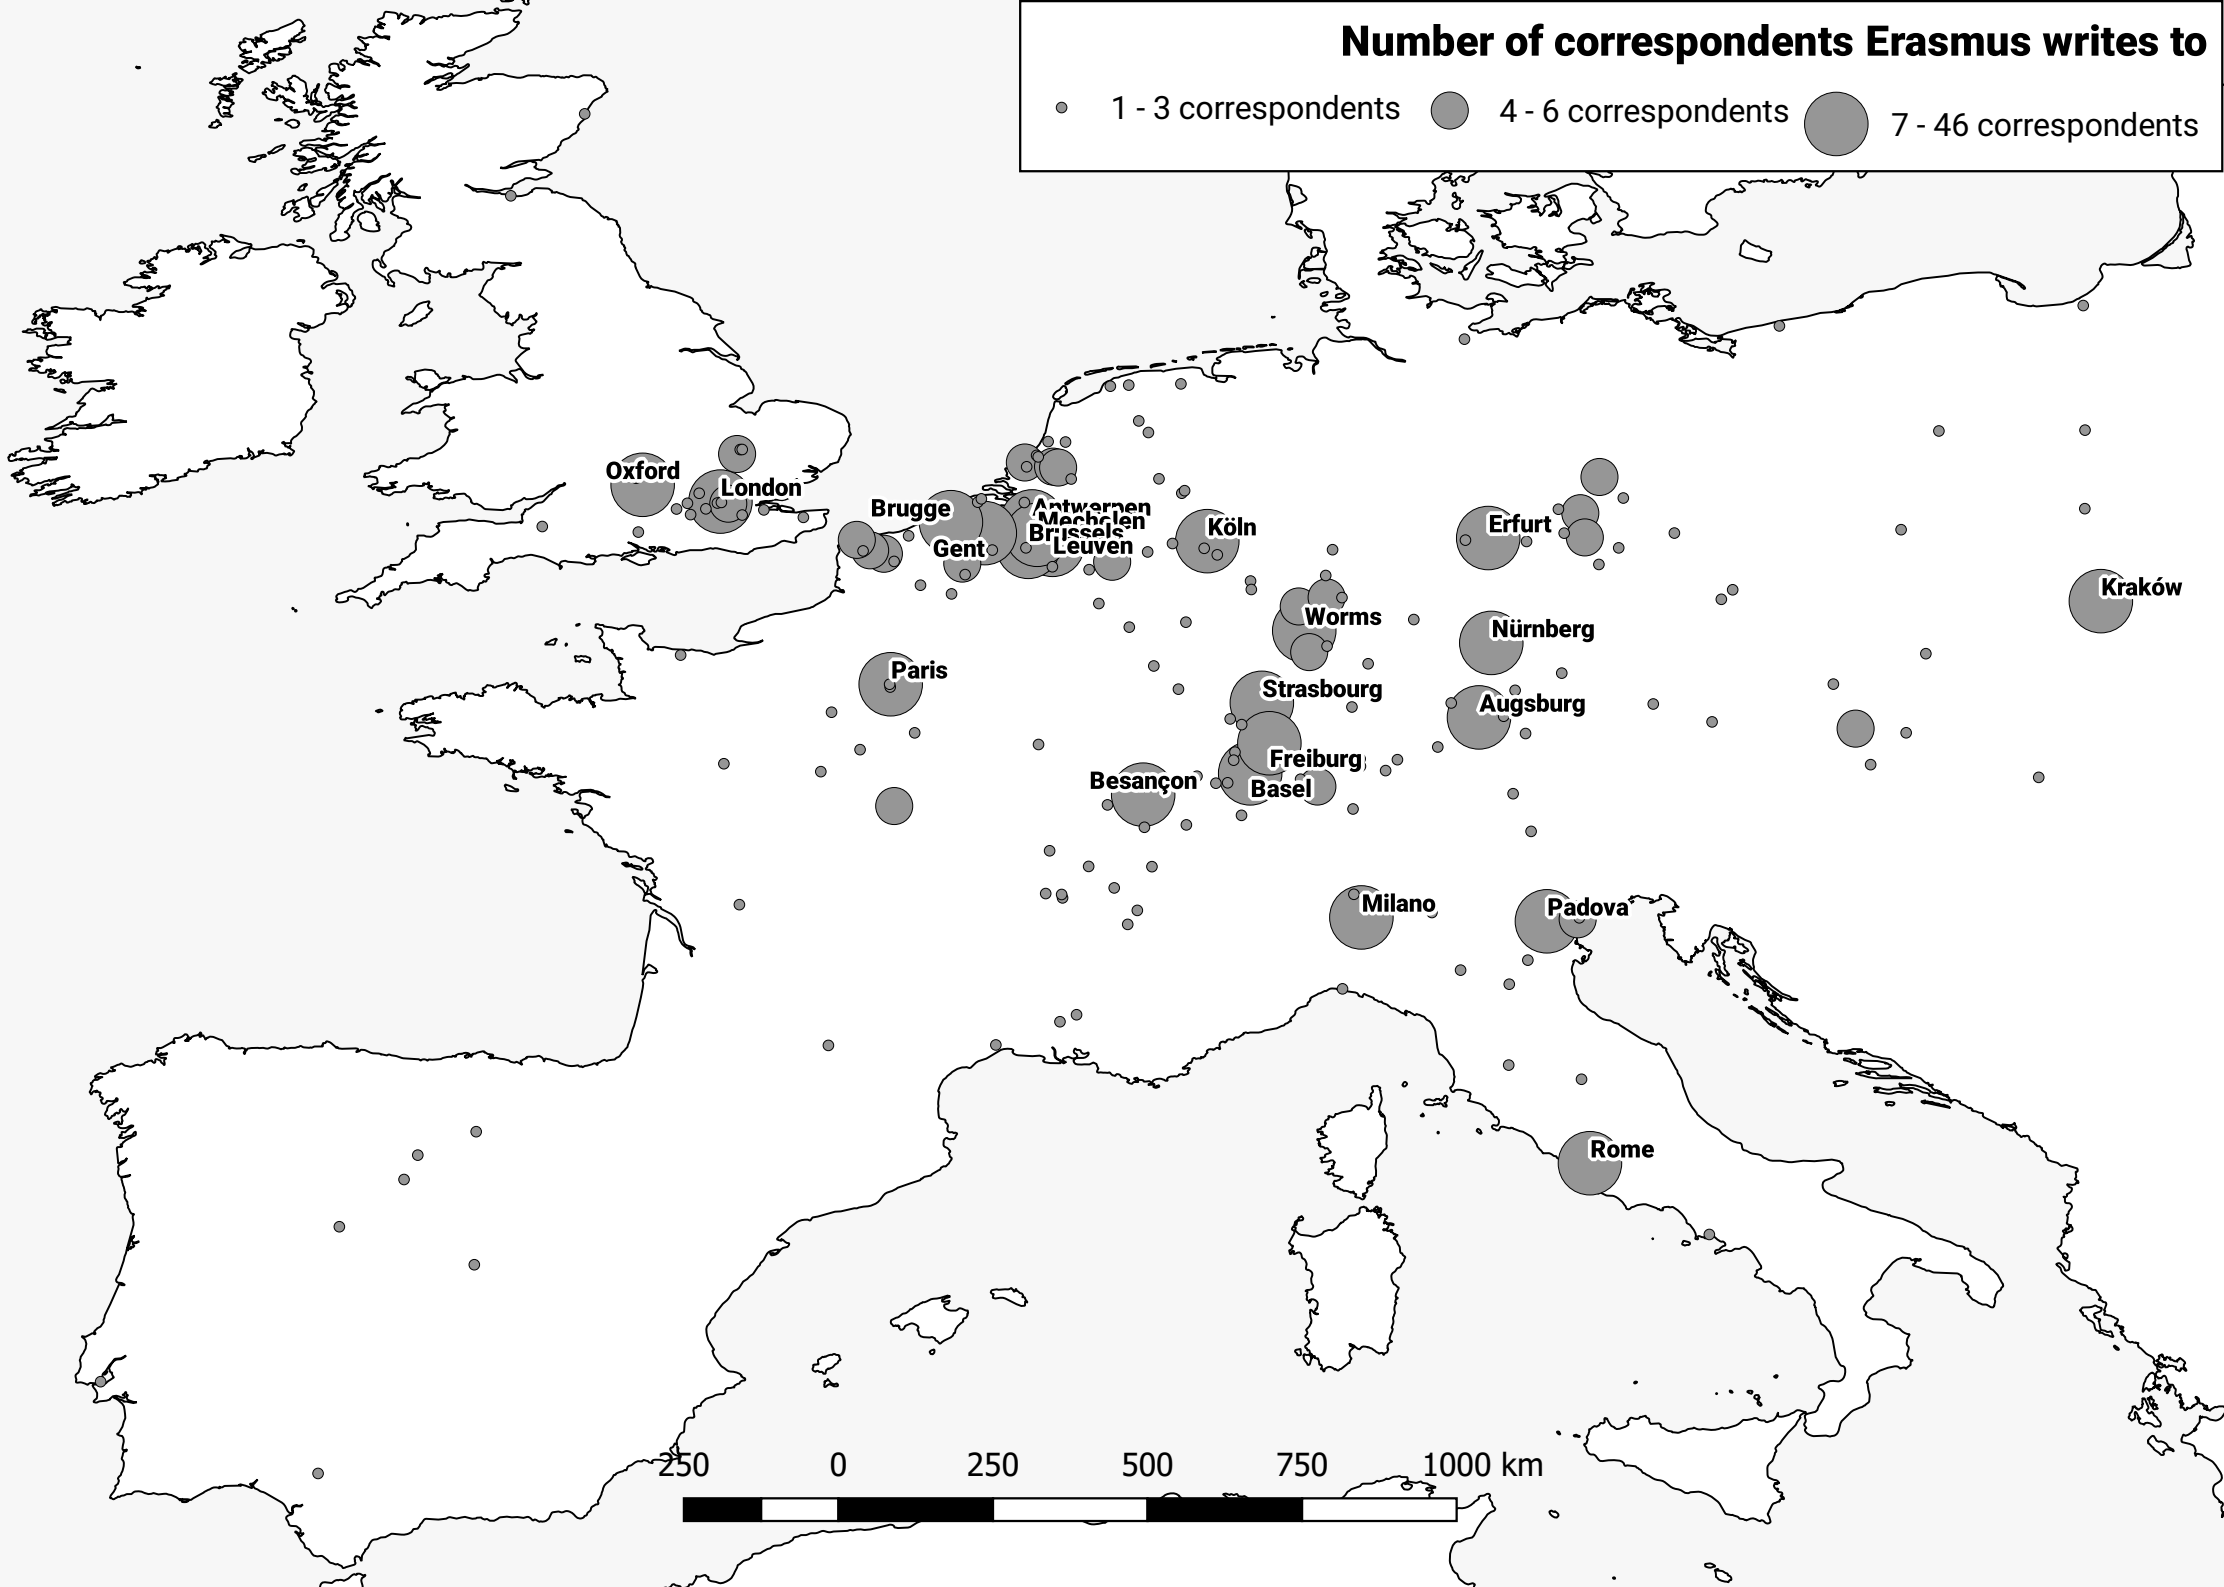 Number of correspondents Erasmus writes to
1 - 3 correspondents 4 - 6 correspondents 7 - 46 correspondents
Oxford
London
Brugge
Antwerpen
Mechelen
Brussels
Gent
Leuven
Köln
Erfurt
Kraków
Worms
Nürnberg
Paris
Strasbourg
Augsburg
Freiburg
Besançon
Basel
Milano
Padova
Rome
250 0 250 500 750 1000 km